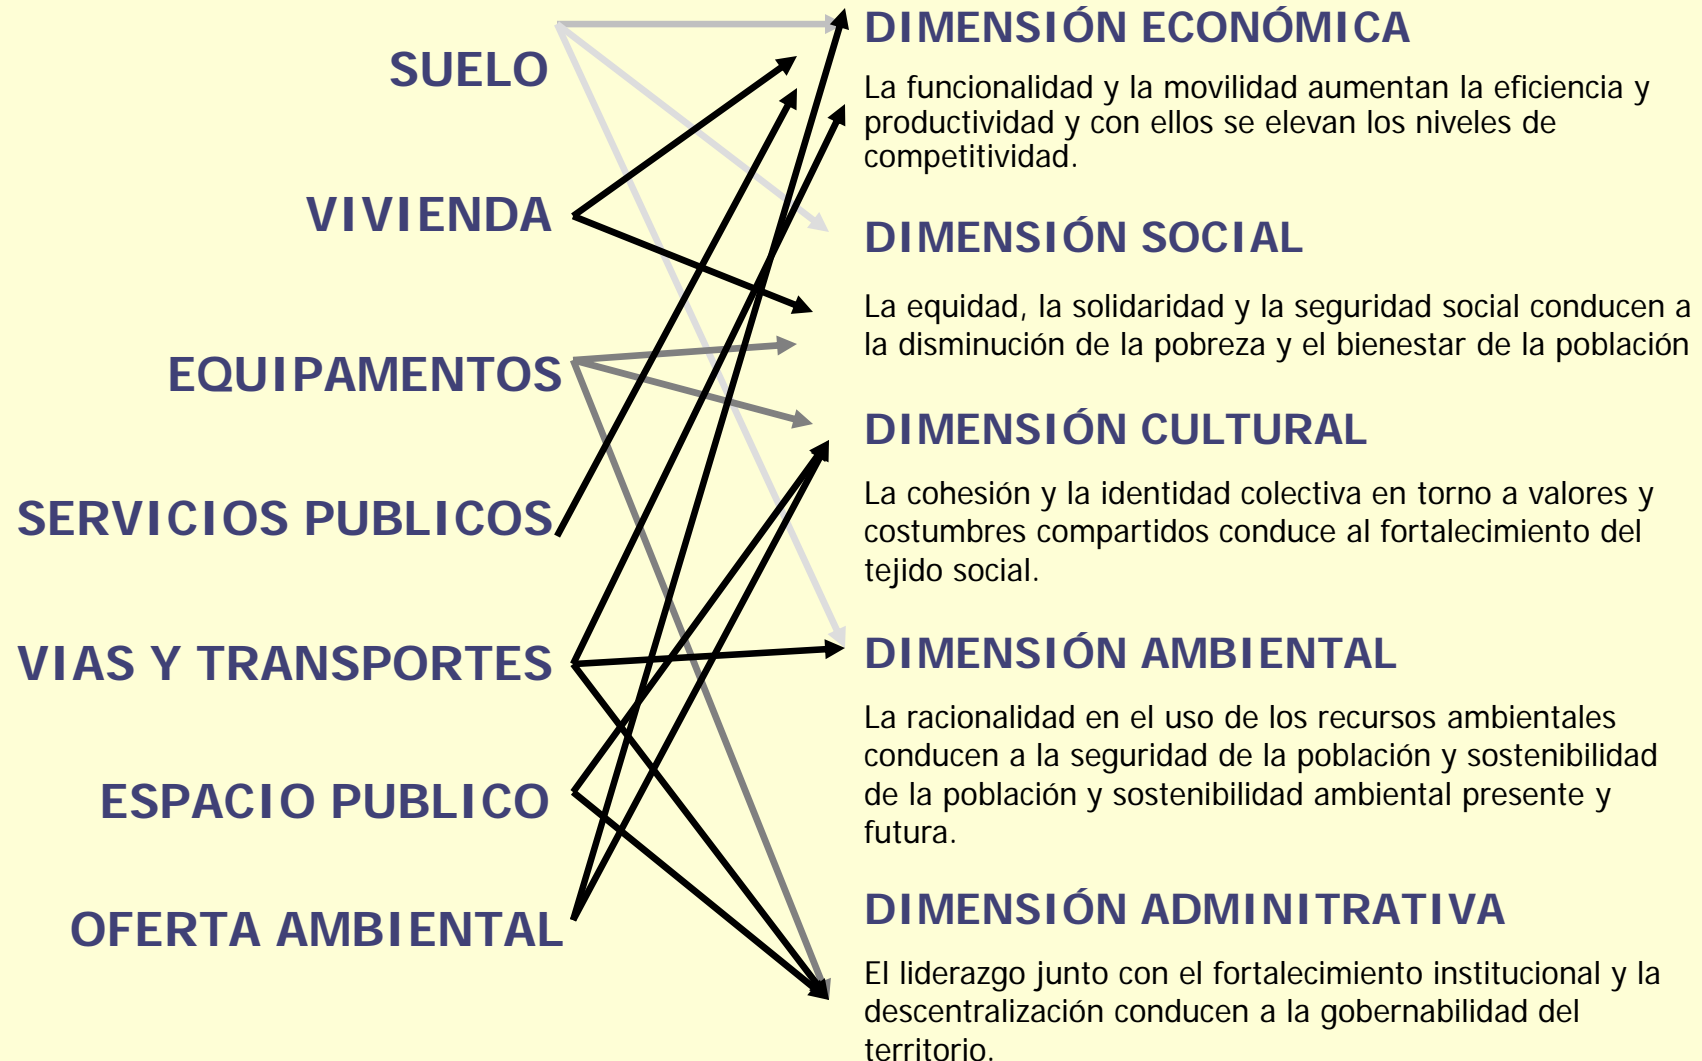 SUELO
VIVIENDA
EQUIPAMENTOS
SERVICIOS PUBLICOS
VIAS Y TRANSPORTES
ESPACIO PUBLICO
OFERTA AMBIENTAL
DIMENSIÓN ECONÓMICA
La funcionalidad y la movilidad aumentan la eficiencia y
productividad y con ellos se elevan los niveles de
competitividad.
DIMENSIÓN SOCIAL
La equidad, la solidaridad y la seguridad social conducen a
la disminución de la pobreza y el bienestar de la población
DIMENSIÓN CULTURAL
La cohesión y la identidad colectiva en torno a valores y
costumbres compartidos conduce al fortalecimiento del
tejido social.
DIMENSIÓN AMBIENTAL
La racionalidad en el uso de los recursos ambientales
conducen a la seguridad de la población y sostenibilidad
de la población y sostenibilidad ambiental presente y
futura.
DIMENSIÓN ADMINITRATIVA
El liderazgo junto con el fortalecimiento institucional y la
descentralización conducen a la gobernabilidad del
territorio.